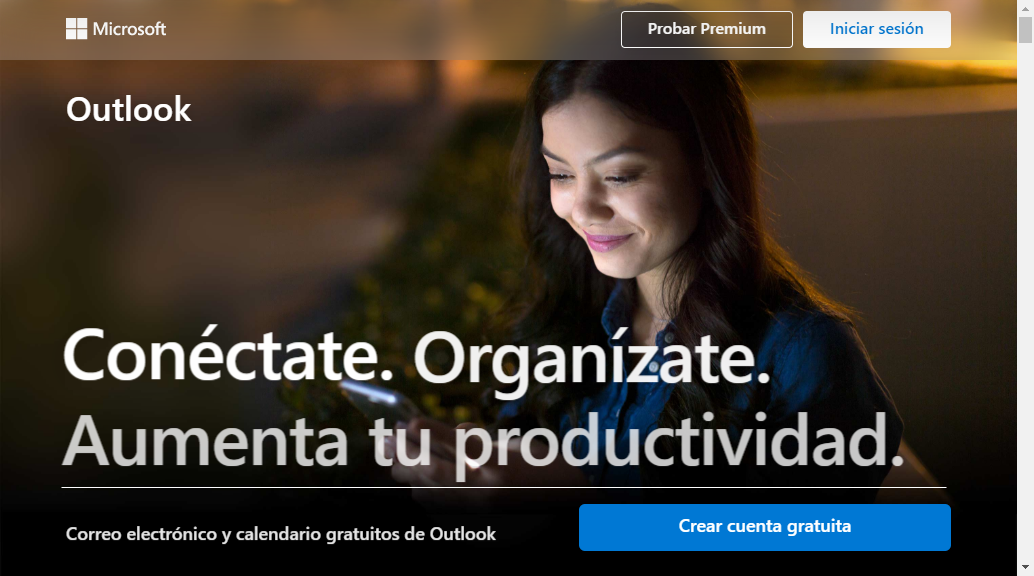 Microsoft
Probar Premium
Iniciar sesión
Outlook
Conéctate. Organízate.
Aumenta tu productividad.
Correo electrónico y calendario gratuitos de Outlook
Crear cuenta gratuita